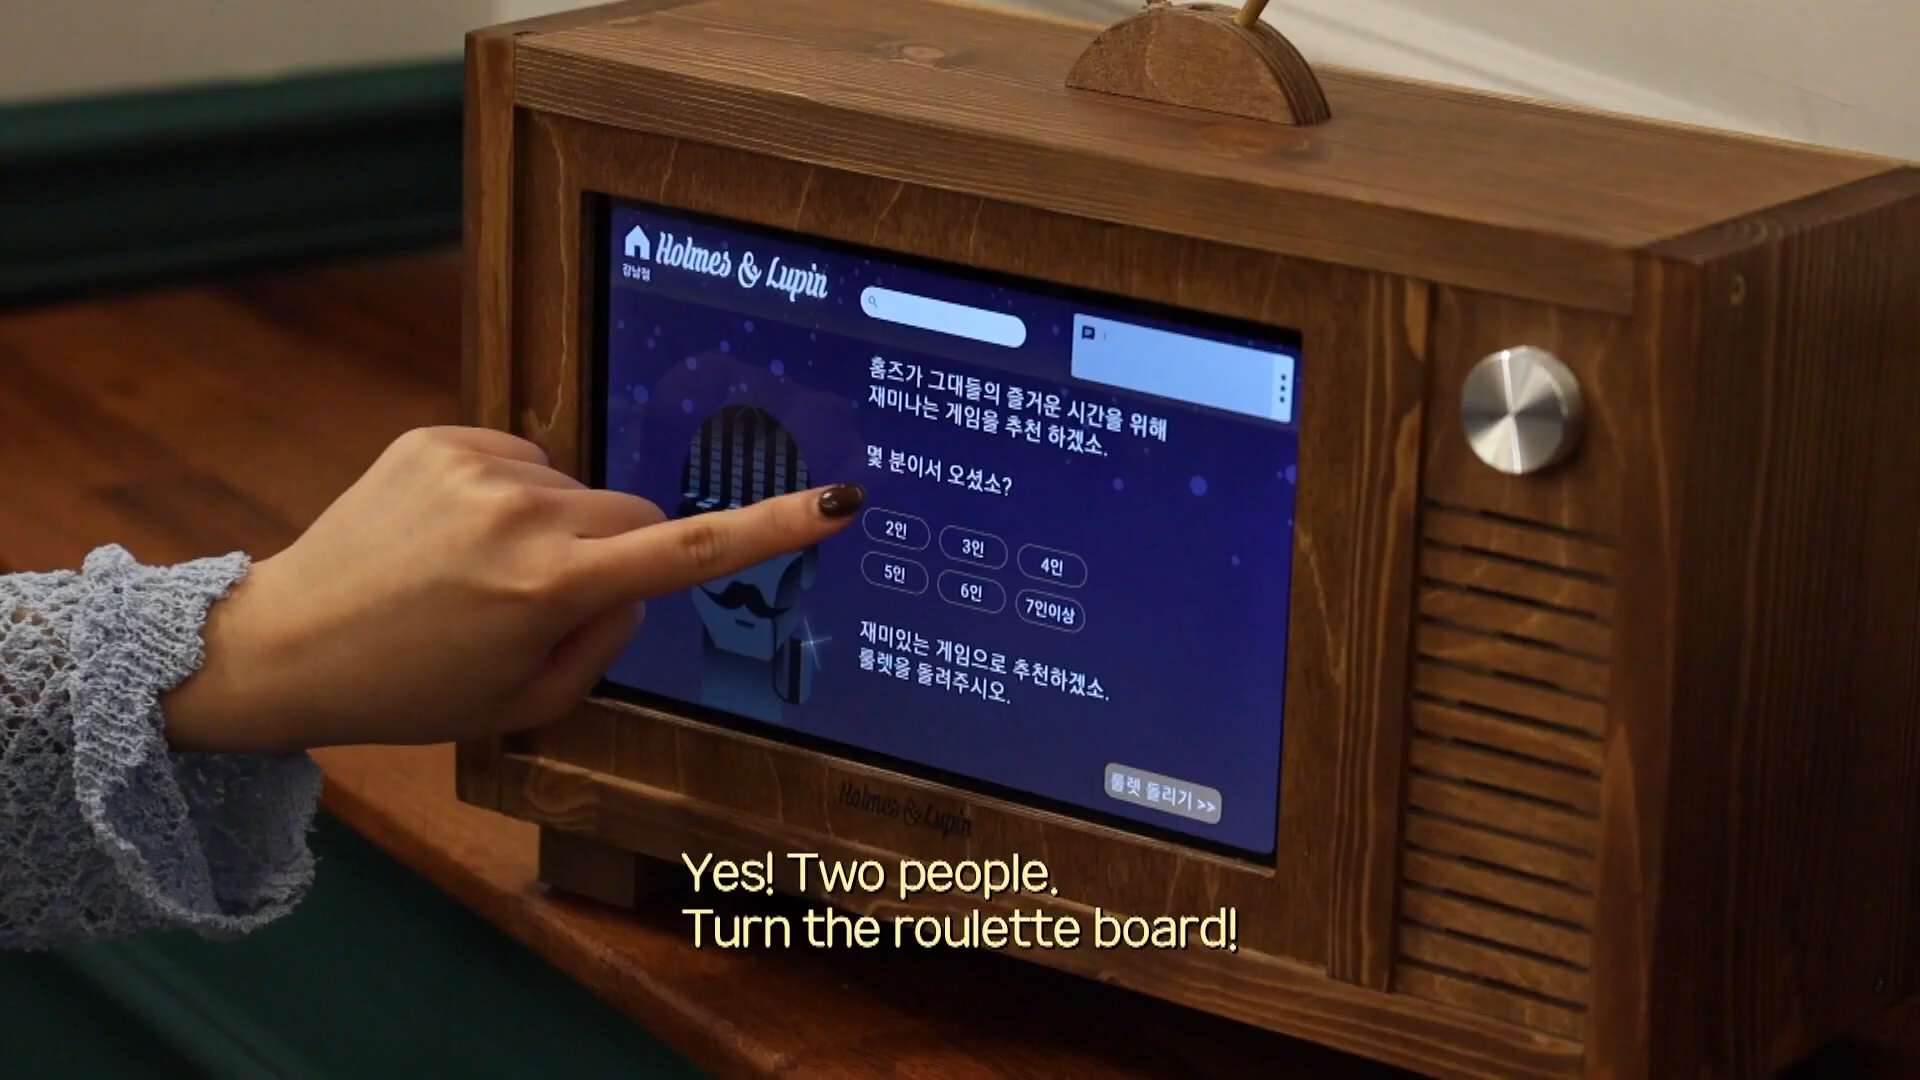 Holmes & Lupin
강남점
홈즈가 그대들의 즐거운 시간을 위해
재미나는 게임을 추천 하겠소.
몇 분이서 오셨소?
2인
3인
4인
5인
6인
7인이상
재미있는 게임으로 추천하겠소.
룰렛을 돌려주시오.
룰렛 돌리기 >>
Holmes & Lupin
Yes! Two people.
Turn the roulette board!